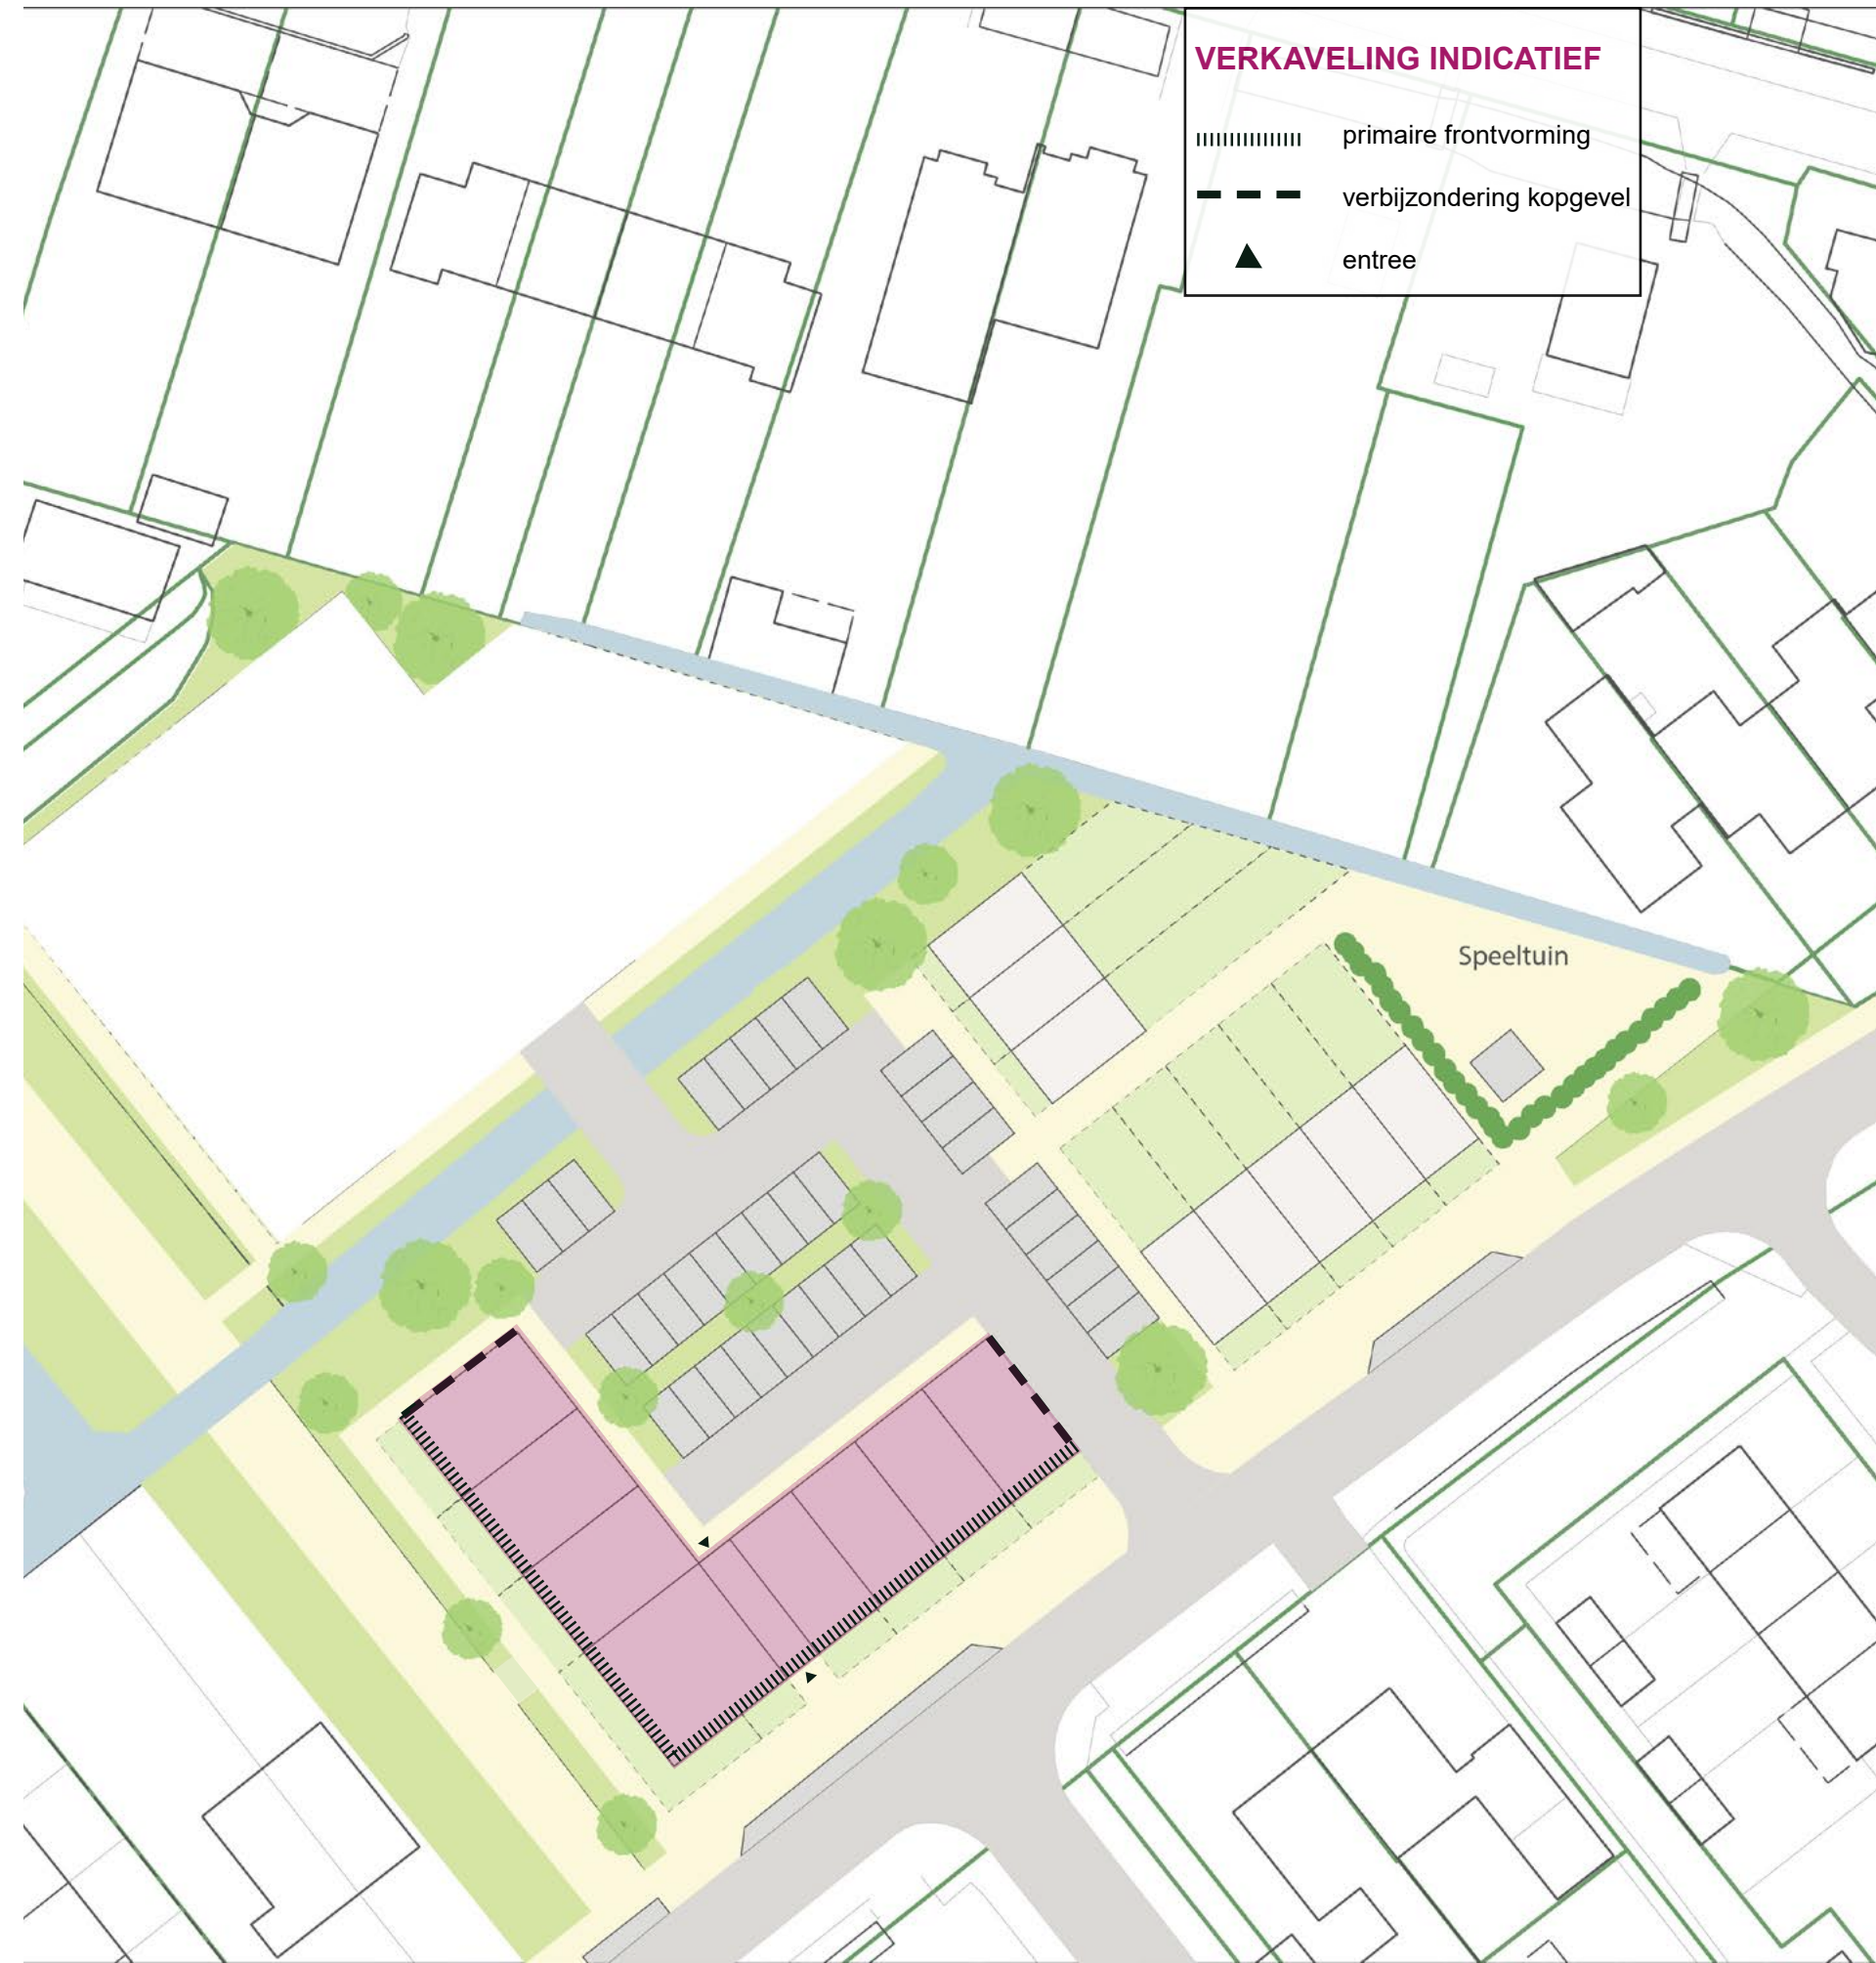 VERKAVELING INDICATIEF
primaire frontvorming
verbijzondering kopgevel
entree
Speeltuin